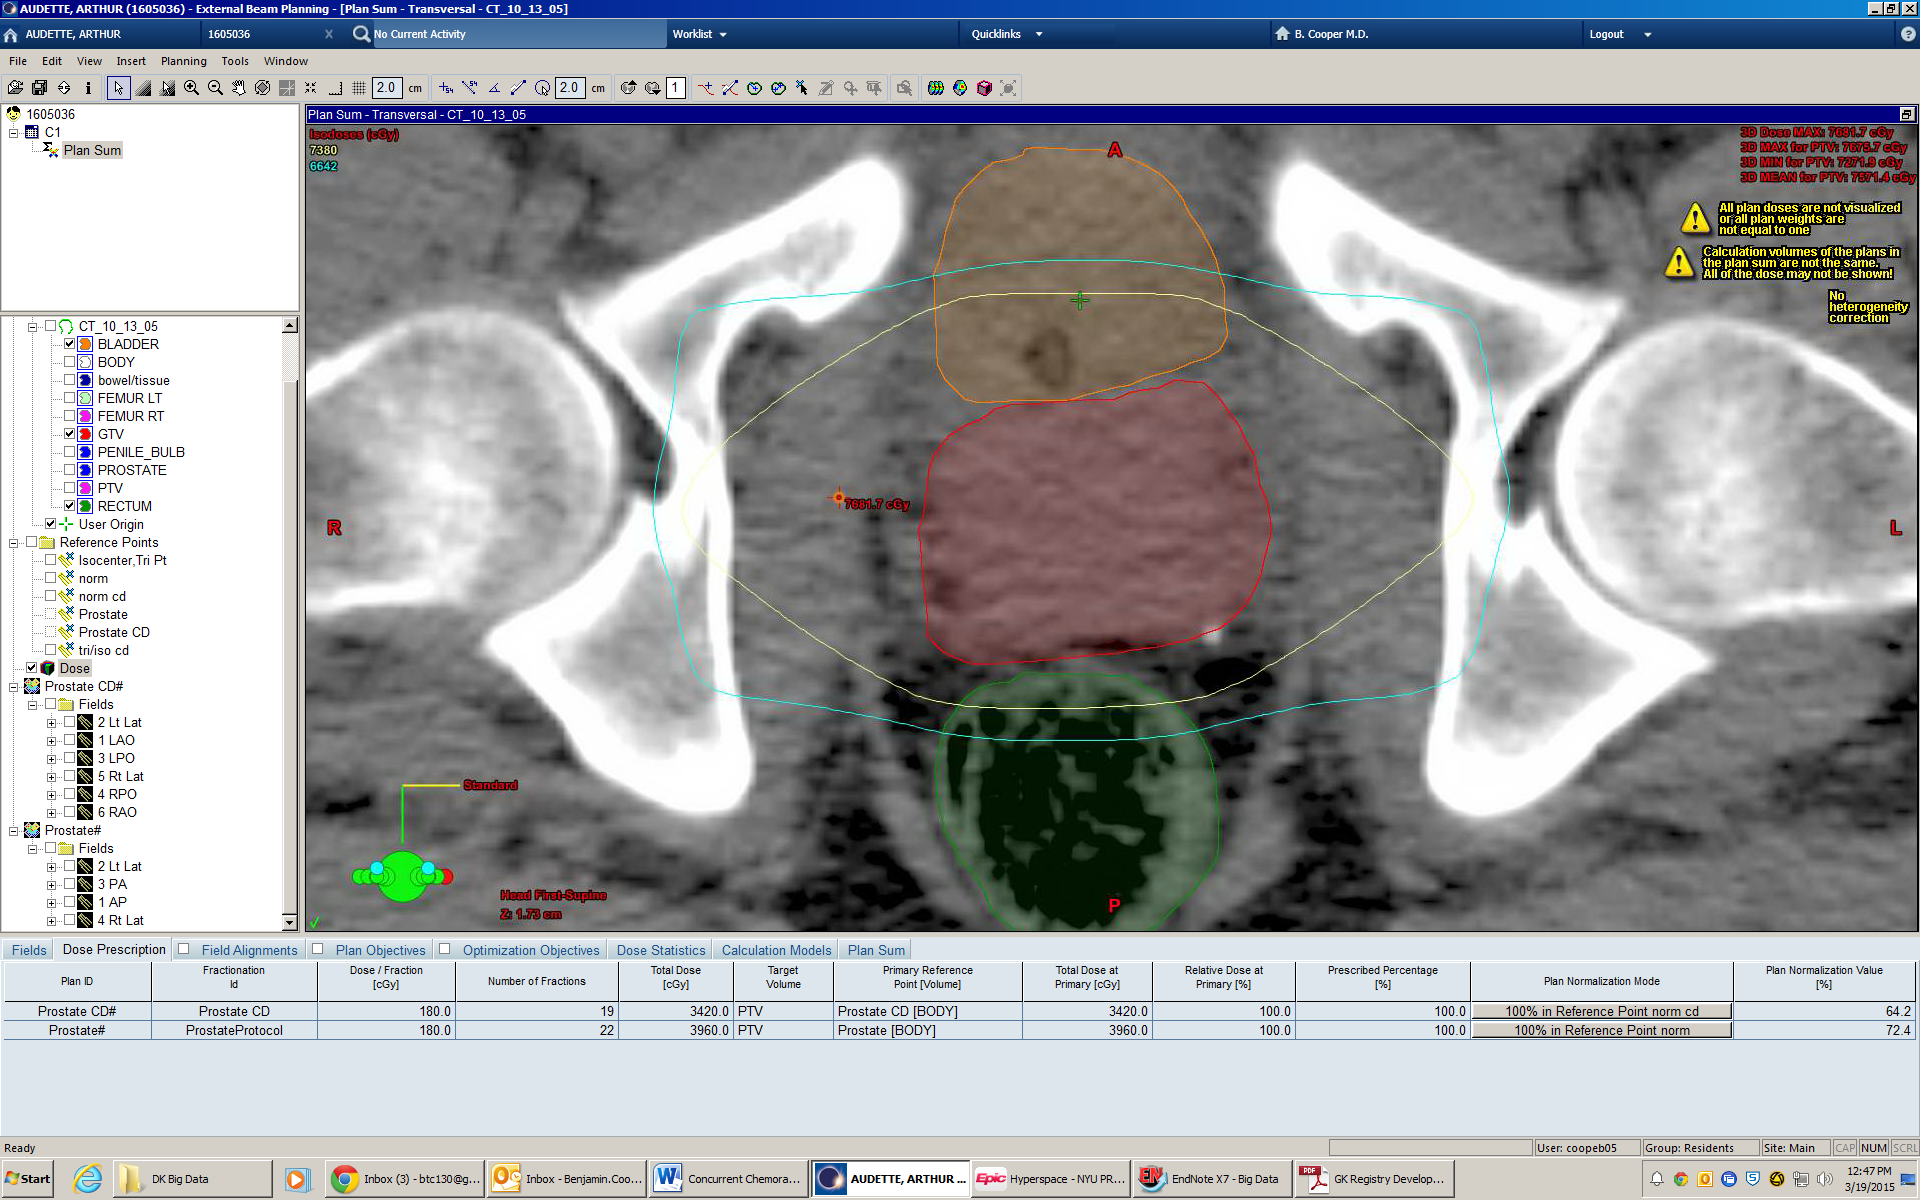 AUDETTE, ARTHUR (1605036) - External Beam Planning - [Plan Sum - Transversal - CT_10_13_05]
AUDETTE, ARTHUR 1605036 X No Current Activity Worklist Quicklinks B. Cooper M.D. Logout ?
File Edit View Insert Planning Tools Window
2.0 cm 2.0 cm 1
1605036
C1
Plan Sum
Plan Sum - Transversal - CT_10_13_05
Isodoses (cGy)
7380
6642
A
3D Dose MAX: 7681.7 cGy
3D MAX for PTV: 7675.7 cGy
3D MIN for PTV: 7271.9 cGy
3D MEAN for PTV: 7571.4 cGy
All plan doses are not visualized
or all plan weights are
not equal to one
Calculation volumes of the plans in
the plan sum are not the same.
All of the dose may not be shown!
No
heterogeneity
correction
7681.7 cGy
R
L
Standard
Head First-Supine
Z: 1.73 cm
P
CT_10_13_05
BLADDER
BODY
bowel/tissue
FEMUR LT
FEMUR RT
GTV
PENILE_BULB
PROSTATE
PTV
RECTUM
User Origin
Reference Points
Isocenter,Tri Pt
norm
norm cd
Prostate
Prostate CD
tri/iso cd
Dose
Prostate CD#
Fields
2 Lt Lat
1 LAO
3 LPO
5 Rt Lat
4 RPO
6 RAO
Prostate#
Fields
2 Lt Lat
3 PA
1 AP
4 Rt Lat
Fields Dose Prescription Field Alignments Plan Objectives Optimization Objectives Dose Statistics Calculation Models Plan Sum
Plan ID Fractionation Id Dose / Fraction [cGy] Number of Fractions Total Dose [cGy] Target Volume Primary Reference Point [Volume] Total Dose at Primary [cGy] Relative Dose at Primary [%] Prescribed Percentage [%] Plan Normalization Mode Plan Normalization Value [%]
Prostate CD# Prostate CD 180.0 19 3420.0 PTV Prostate CD [BODY] 3420.0 100.0 100.0 100% in Reference Point norm cd 64.2
Prostate# ProstateProtocol 180.0 22 3960.0 PTV Prostate [BODY] 3960.0 100.0 100.0 100% in Reference Point norm 72.4
Ready User: coopeb05 Group: Residents Site: Main CAP NUM SCRL
Start DK Big Data Inbox (3) - btc130@g... Inbox - Benjamin.Coo... Concurrent Chemora... AUDETTE, ARTHUR ... Epic Hyperspace - NYU PR... EN EndNote X7 - Big Data PDF GK Registry Develop... 12:47 PM
3/19/2015